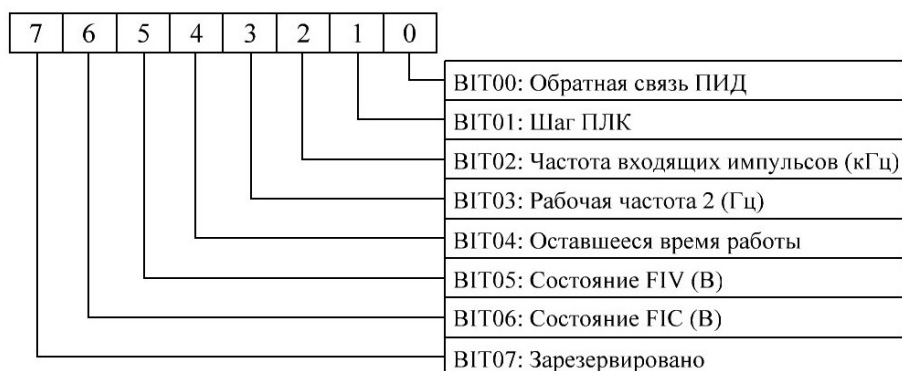 7 6 5 4 3 2 1 0
BIT00: Обратная связь ПИД
BIT01: Шаг ПЛК
BIT02: Частота входящих импульсов (кГц)
BIT03: Рабочая частота 2 (Гц)
BIT04: Оставшееся время работы
BIT05: Состояние FIV (В)
BIT06: Состояние FIC (В)
BIT07: Зарезервировано